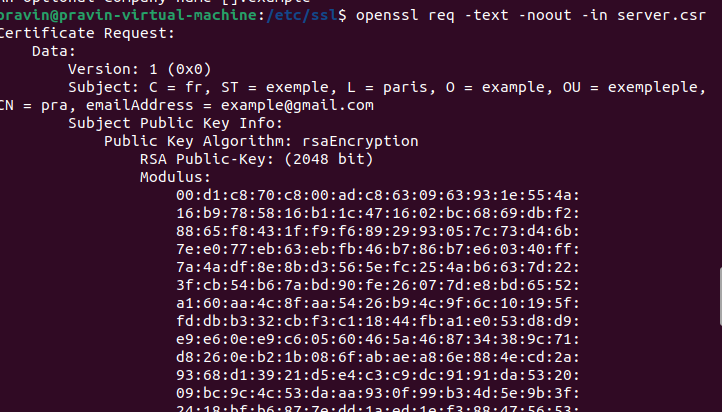 an optional company name []:example
pravin@pravin-virtual-machine:/etc/ssl$ openssl req -text -noout -in server.csr
Certificate Request:
    Data:
        Version: 1 (0x0)
        Subject: C = fr, ST = exemple, L = paris, O = example, OU = exempleple,
CN = pra, emailAddress = example@gmail.com
        Subject Public Key Info:
            Public Key Algorithm: rsaEncryption
                RSA Public-Key: (2048 bit)
                Modulus:
                    00:d1:c8:70:c8:00:ad:c8:63:09:63:93:1e:55:4a:
                    16:b9:78:58:16:b1:1c:47:16:02:bc:68:69:db:f2:
                    88:65:f8:43:1f:f9:f6:89:29:93:05:7c:73:d4:6b:
                    7e:e0:77:eb:63:eb:fb:46:b7:86:b7:e6:03:40:ff:
                    7a:4a:df:8e:8b:d3:56:5e:fc:25:4a:b6:63:7d:22:
                    3f:cb:54:b6:7a:bd:90:fe:26:07:7d:e8:bd:65:52:
                    a1:60:aa:4c:8f:aa:54:26:b9:4c:9f:6c:10:19:5f:
                    fd:db:b3:32:cb:f3:c1:18:44:fb:a1:e0:53:d8:d9:
                    e9:e6:0e:e9:c6:05:60:46:5a:46:87:34:38:9c:71:
                    d8:26:0e:b2:1b:08:6f:ab:ae:a8:6e:88:4e:cd:2a:
                    93:68:d1:39:21:d5:e4:c3:c9:dc:91:91:da:53:20:
                    09:bc:9c:4c:53:da:aa:93:0f:99:b3:4d:5e:9b:3f:
                    24:18:bf:b6:87:7e:dd:1a:ed:1e:f3:88:47:56:53: